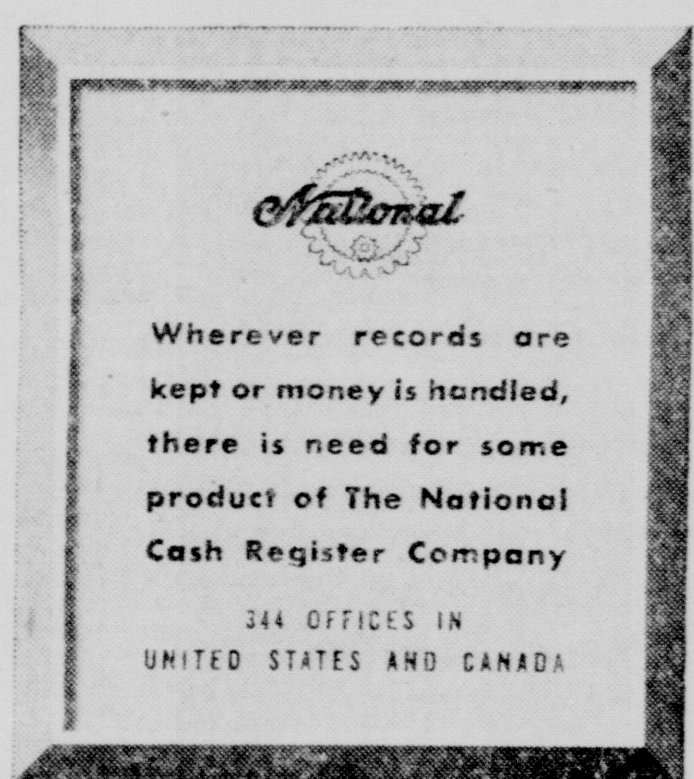 National
Wherever records are
kept or money is handled,
there is need for some
product of The National
Cash Register Company
344 OFFICES IN
UNITED STATES AND CANADA